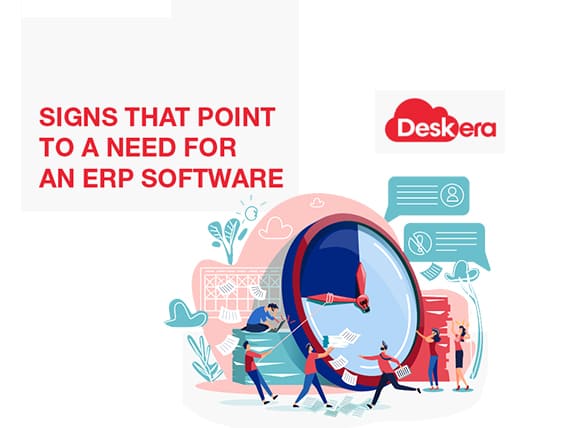 SIGNS THAT POINT
TO A NEED FOR
AN ERP SOFTWARE
Deskera